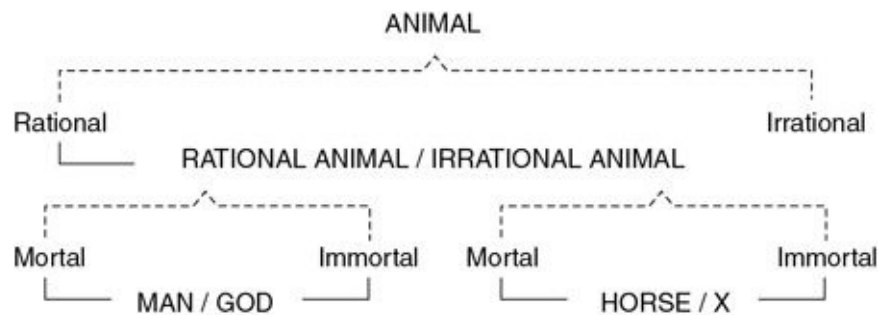 ANIMAL
Rational Irrational
RATIONAL ANIMAL / IRRATIONAL ANIMAL
Mortal Immortal Mortal Immortal
MAN / GOD HORSE / X